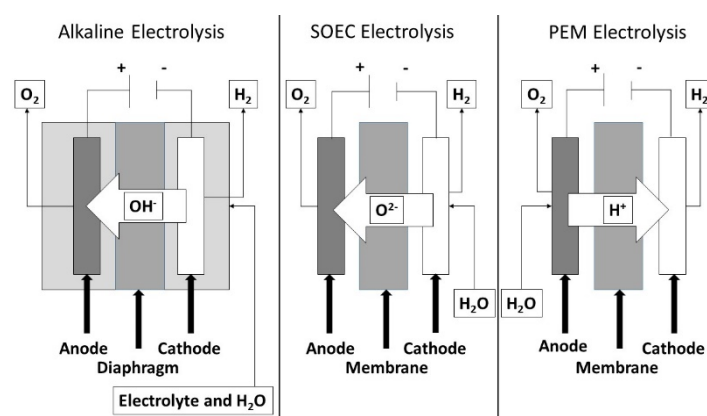 Alkaline Electrolysis
+ -
O₂
H₂
OH⁻
Anode
Cathode
Diaphragm
Electrolyte and H₂O
SOEC Electrolysis
+ -
O₂
H₂
O²⁻
H₂O
Anode
Cathode
Membrane
PEM Electrolysis
+ -
O₂
H₂
H⁺
H₂O
Anode
Cathode
Membrane